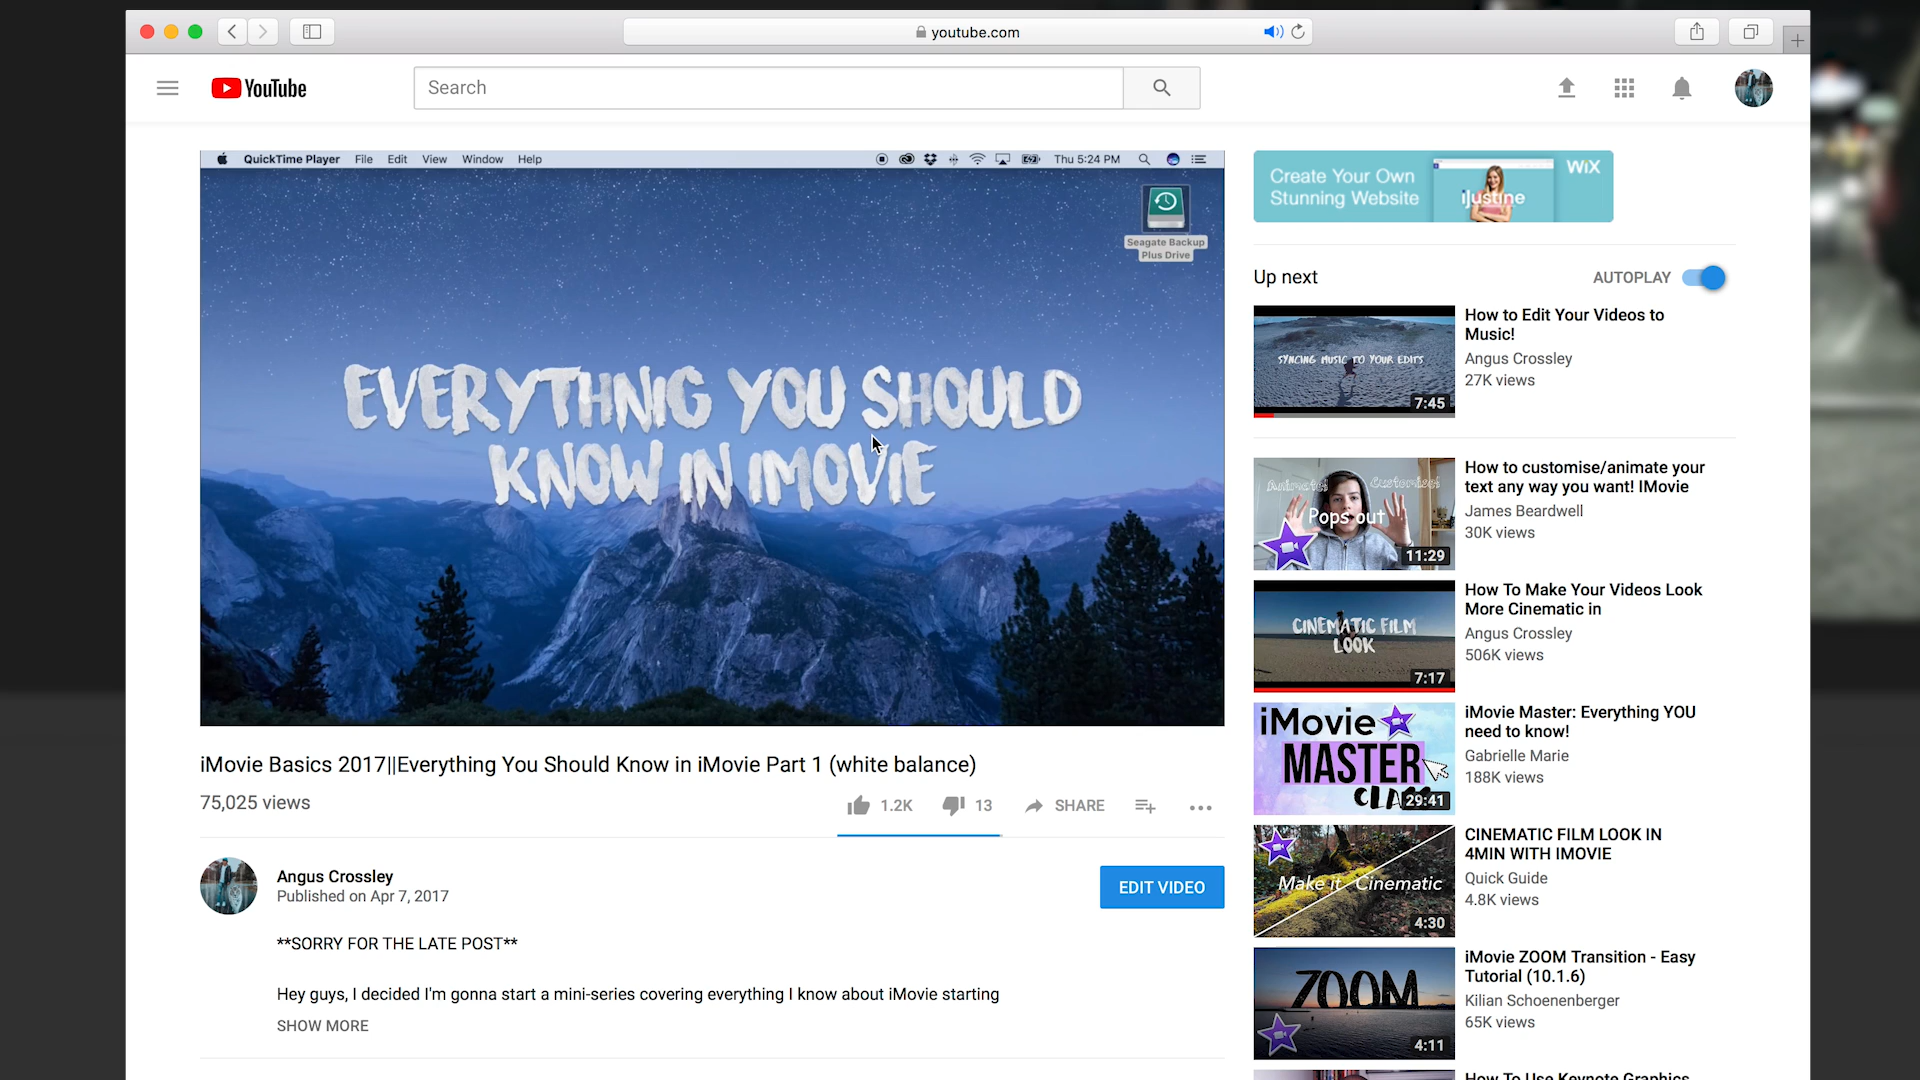 youtube.com
YouTube
Search
QuickTime Player File Edit View Window Help
Thu 5:24 PM
Seagate Backup
Plus Drive
EVERYTHNIG YOU SHOULD
KNOW IN IMOVIE
iMovie Basics 2017||Everything You Should Know in iMovie Part 1 (white balance)
75,025 views
1.2K
13
SHARE
Angus Crossley
Published on Apr 7, 2017
EDIT VIDEO
**SORRY FOR THE LATE POST**
Hey guys, I decided I'm gonna start a mini-series covering everything I know about iMovie starting
SHOW MORE
Create Your Own
Stunning Website
iJustine
WiX
Up next
AUTOPLAY
SYNCING MUSIC TO YOUR EDITS
7:45
How to Edit Your Videos to
Music!
Angus Crossley
27K views
Animate!
Customise!
Pops out
11:29
How to customise/animate your
text any way you want! IMovie
James Beardwell
30K views
CINEMATIC FILM
LOOK
7:17
How To Make Your Videos Look
More Cinematic in
Angus Crossley
506K views
iMovie
MASTER
29:41
iMovie Master: Everything YOU
need to know!
Gabrielle Marie
188K views
Make it Cinematic
4:30
CINEMATIC FILM LOOK IN
4MIN WITH IMOVIE
Quick Guide
4.8K views
ZOOM
4:11
iMovie ZOOM Transition - Easy
Tutorial (10.1.6)
Kilian Schoenenberger
65K views
How To Use Keynote Graphics